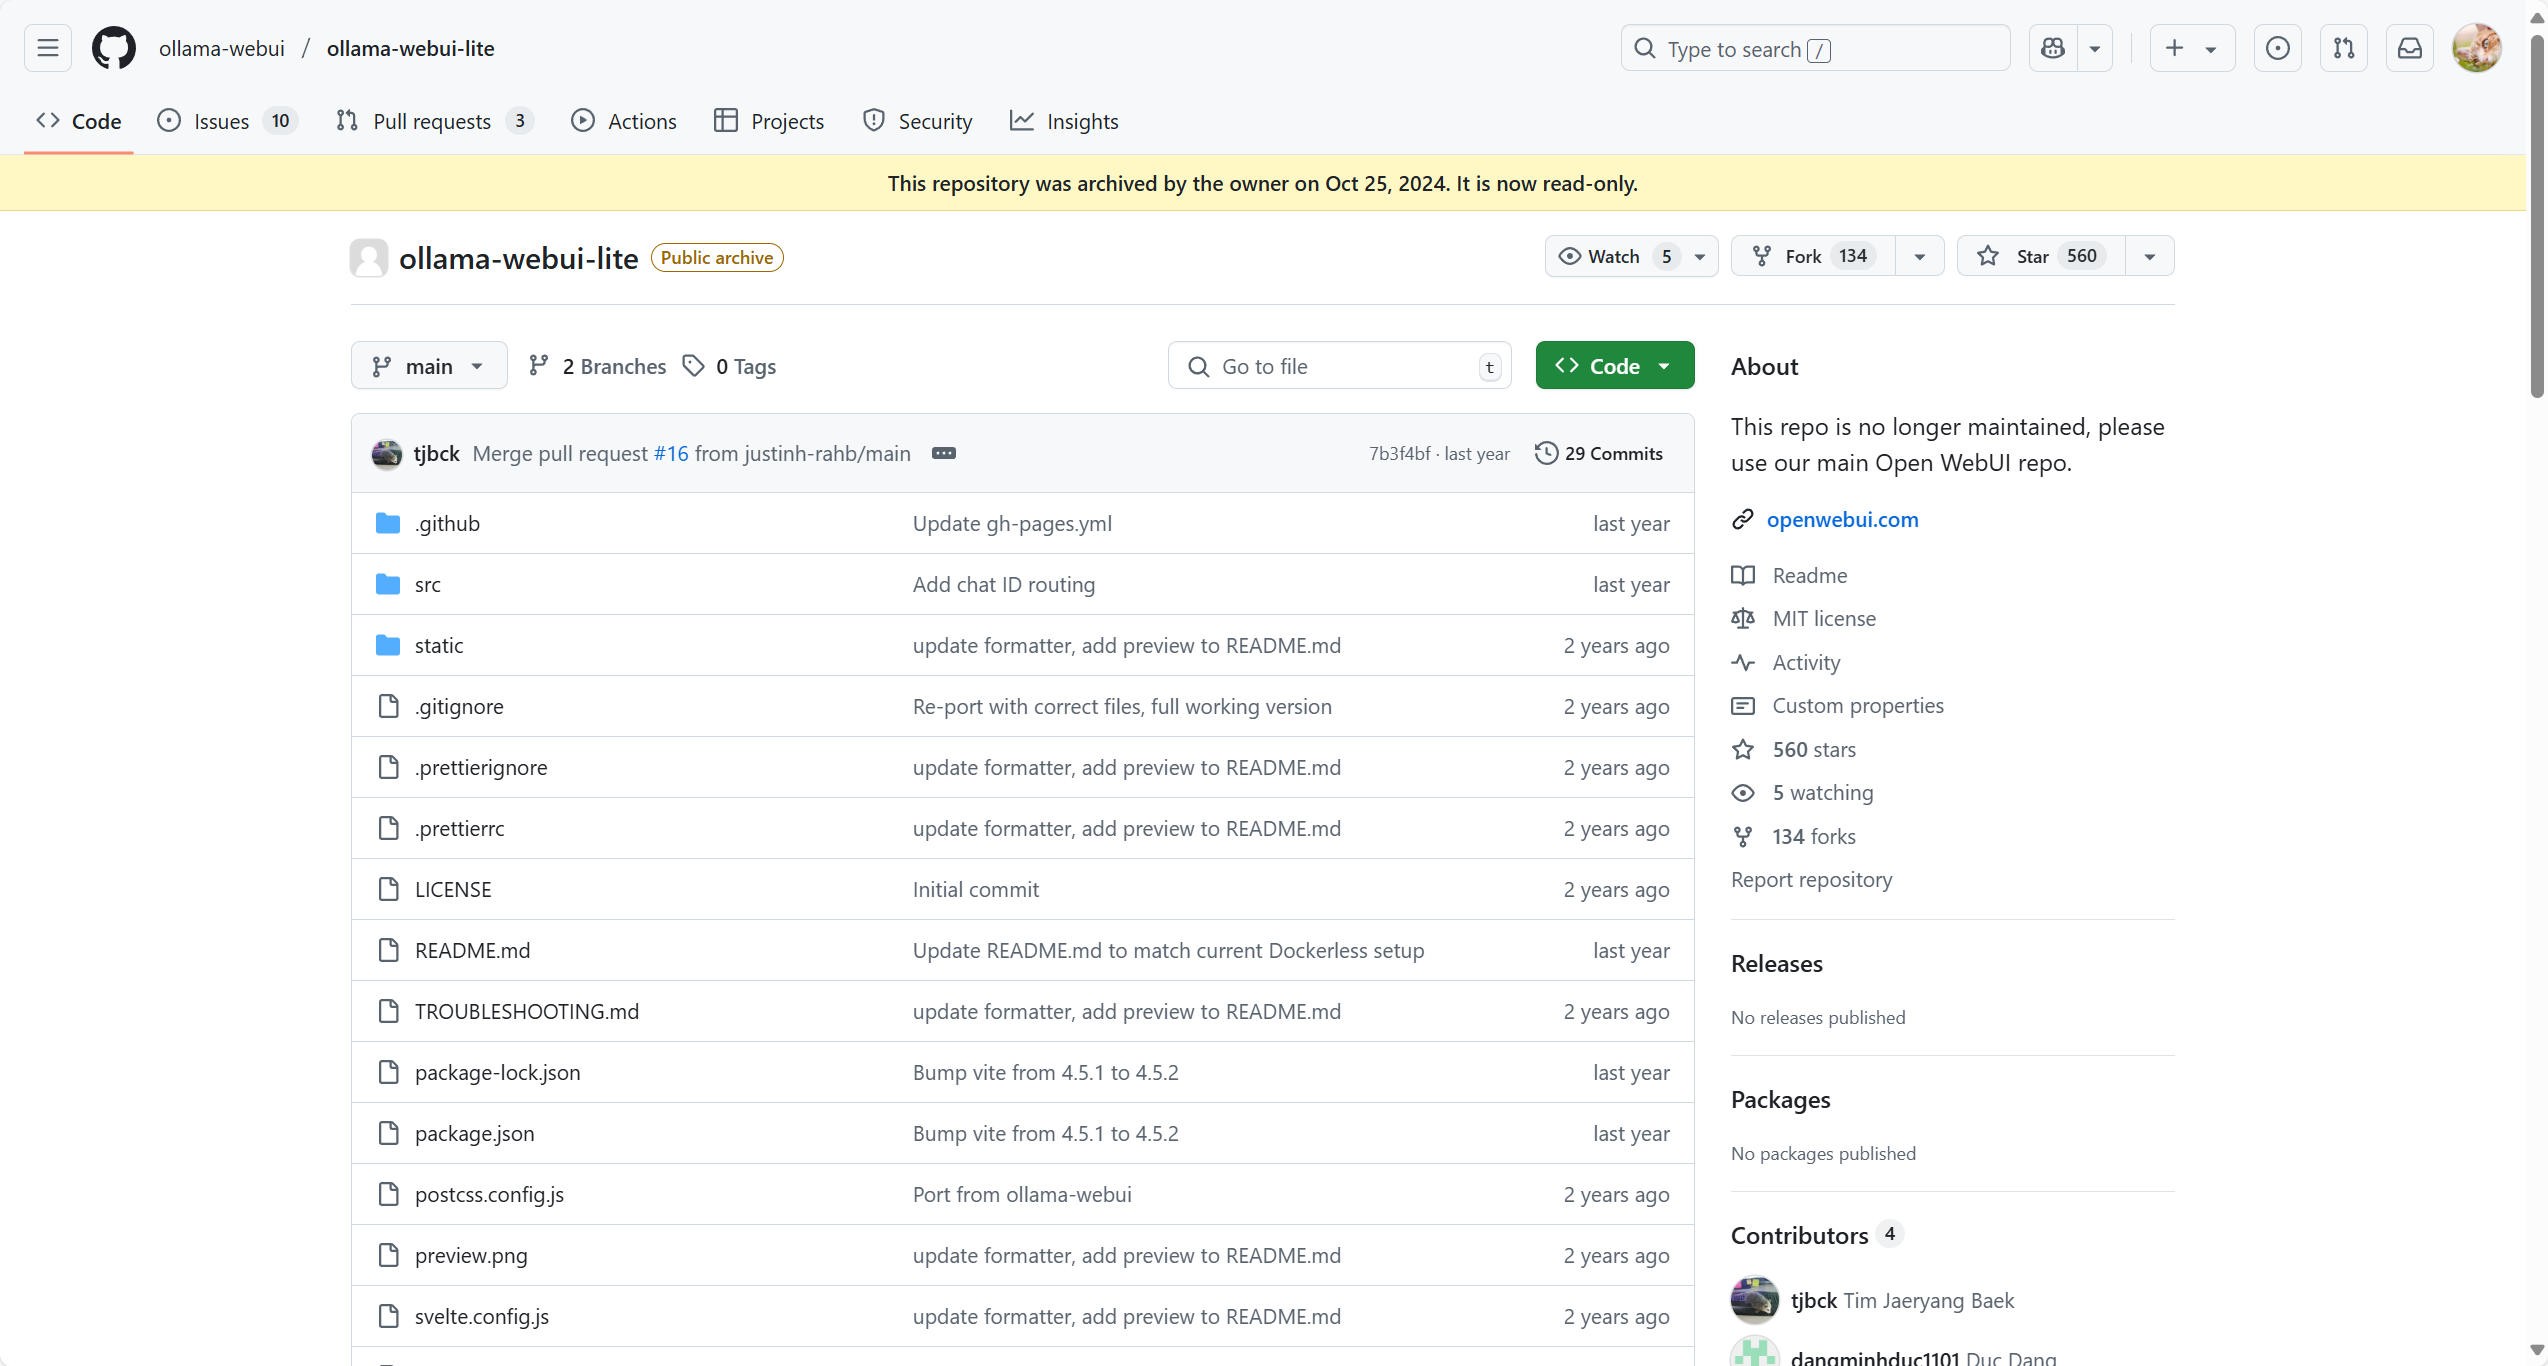 ollama-webui / ollama-webui-lite
Type to search /
Code
Issues 10
Pull requests 3
Actions
Projects
Security
Insights
This repository was archived by the owner on Oct 25, 2024. It is now read-only.
ollama-webui-lite Public archive
Watch 5
Fork 134
Star 560
main
2 Branches
0 Tags
Go to file t
Code
tjbck Merge pull request #16 from justinh-rahb/main
7b3f4bf · last year
29 Commits
.github Update gh-pages.yml last year
src Add chat ID routing last year
static update formatter, add preview to README.md 2 years ago
.gitignore Re-port with correct files, full working version 2 years ago
.prettierignore update formatter, add preview to README.md 2 years ago
.prettierrc update formatter, add preview to README.md 2 years ago
LICENSE Initial commit 2 years ago
README.md Update README.md to match current Dockerless setup last year
TROUBLESHOOTING.md update formatter, add preview to README.md 2 years ago
package-lock.json Bump vite from 4.5.1 to 4.5.2 last year
package.json Bump vite from 4.5.1 to 4.5.2 last year
postcss.config.js Port from ollama-webui 2 years ago
preview.png update formatter, add preview to README.md 2 years ago
svelte.config.js update formatter, add preview to README.md 2 years ago
About
This repo is no longer maintained, please
use our main Open WebUI repo.
openwebui.com
Readme
MIT license
Activity
Custom properties
560 stars
5 watching
134 forks
Report repository
Releases
No releases published
Packages
No packages published
Contributors 4
tjbck Tim Jaeryang Baek
dangminhduc1101 Duc Dang